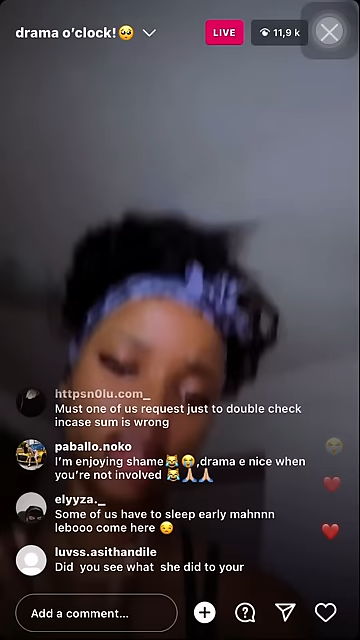 drama o'clock!🥺
LIVE
11,9 k
httpsn0lu.com_
Must one of us request just to double check
incase sum is wrong
paballo.noko
I'm enjoying shame😹😭,drama e nice when
you're not involved 😹🙏🏽🙏🏽
elyyza._
Some of us have to sleep early mahnnn
lebooo come here 😏
luvss.asithandile
Did you see what she did to your
Add a comment...